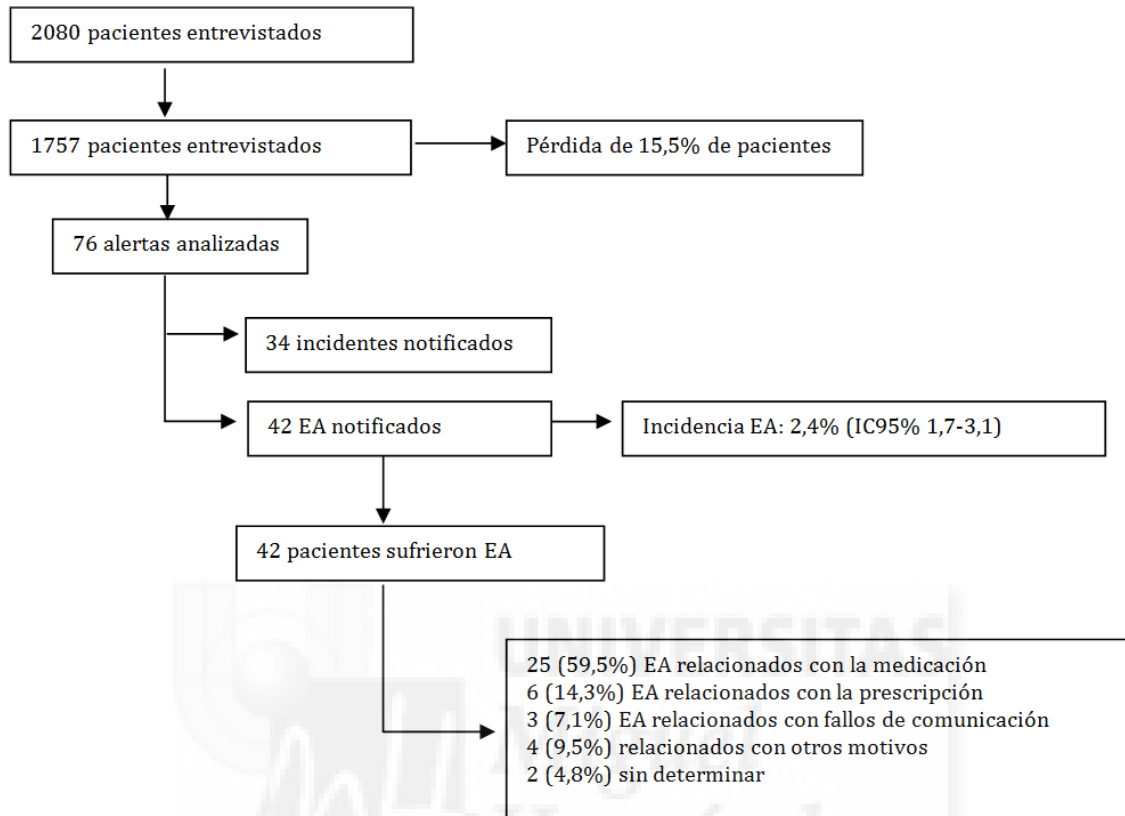 2080 pacientes entrevistados
1757 pacientes entrevistados
Pérdida de 15,5% de pacientes
76 alertas analizadas
34 incidentes notificados
42 EA notificados
Incidencia EA: 2,4% (IC95% 1,7-3,1)
42 pacientes sufrieron EA
25 (59,5%) EA relacionados con la medicación
6 (14,3%) EA relacionados con la prescripción
3 (7,1%) EA relacionados con fallos de comunicación
4 (9,5%) relacionados con otros motivos
2 (4,8%) sin determinar
UNIVERSITAS
Miguel